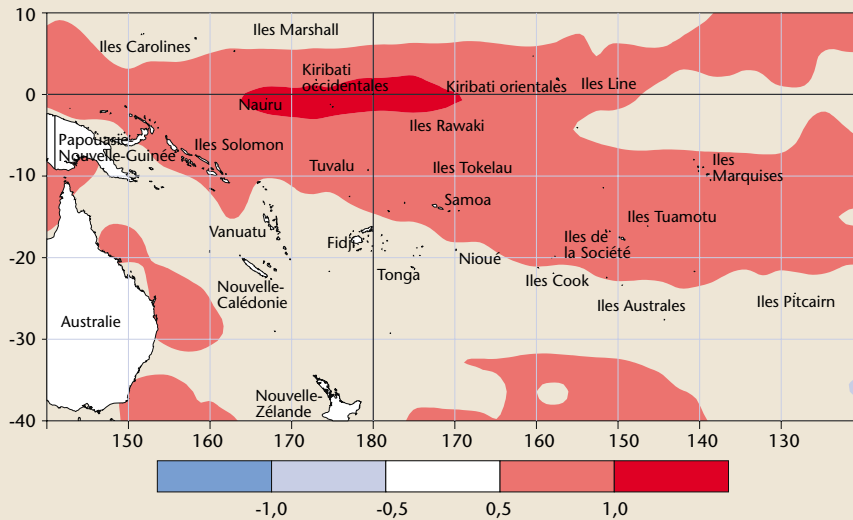 10
Iles Marshall
Iles Carolines
Kiribati
occidentales
Kiribati orientales
Iles Line
0
Nauru
Iles Rawaki
Papouasie
Nouvelle-Guinée
Iles Solomon
Tuvalu
Iles Tokelau
Iles
Marquises
-10
Samoa
Iles Tuamotu
Vanuatu
Fidji
Iles de
la Société
-20
Tonga
Nioué
Nouvelle-
Calédonie
Iles Cook
Iles Australes
Iles Pitcairn
Australie
-30
Nouvelle-
Zélande
-40
150 160 170 180 170 160 150 140 130
-1,0 -0,5 0,5 1,0